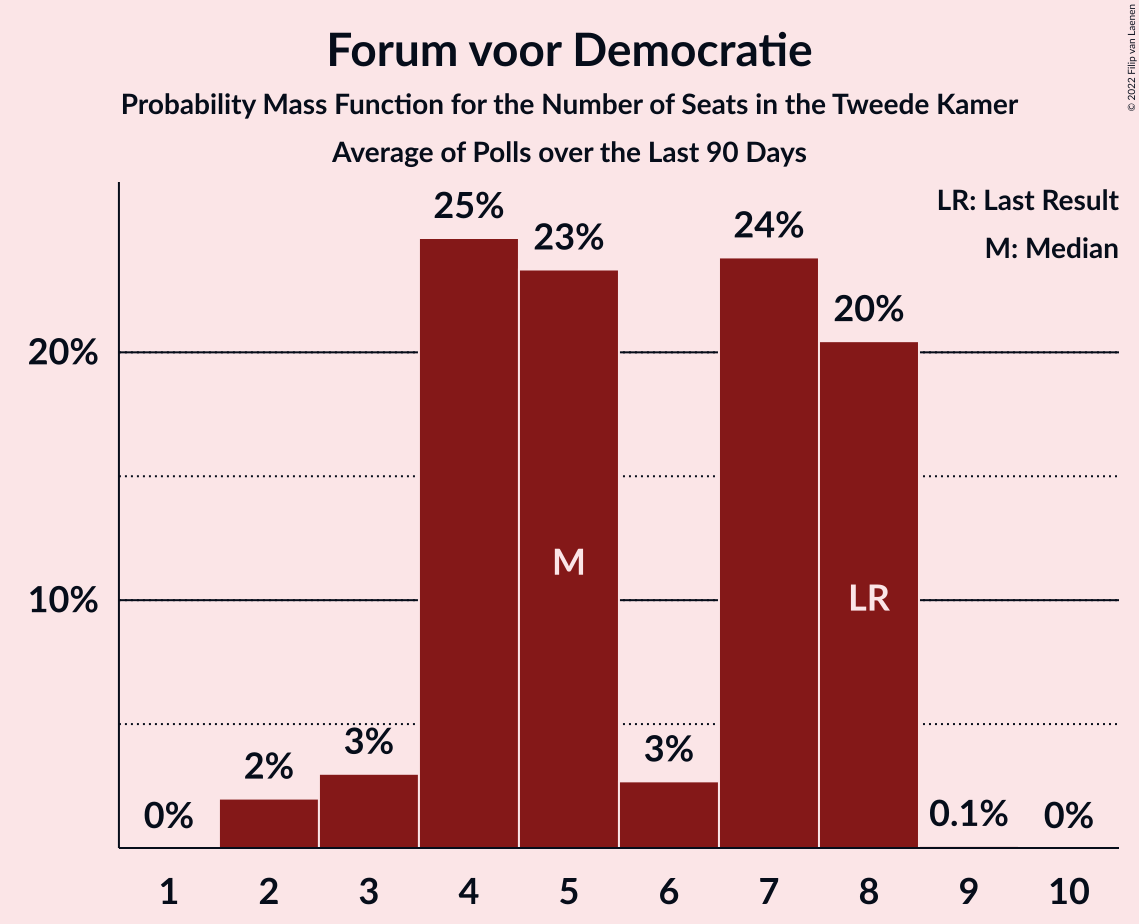 Forum voor Democratie
Probability Mass Function for the Number of Seats in the Tweede Kamer
Average of Polls over the Last 90 Days
© 2022 Filip van Laenen
LR: Last Result
M: Median
25%
23%
24%
20%
20%
M
LR
10%
0%
2%
3%
3%
0.1%
0%
1 2 3 4 5 6 7 8 9 10